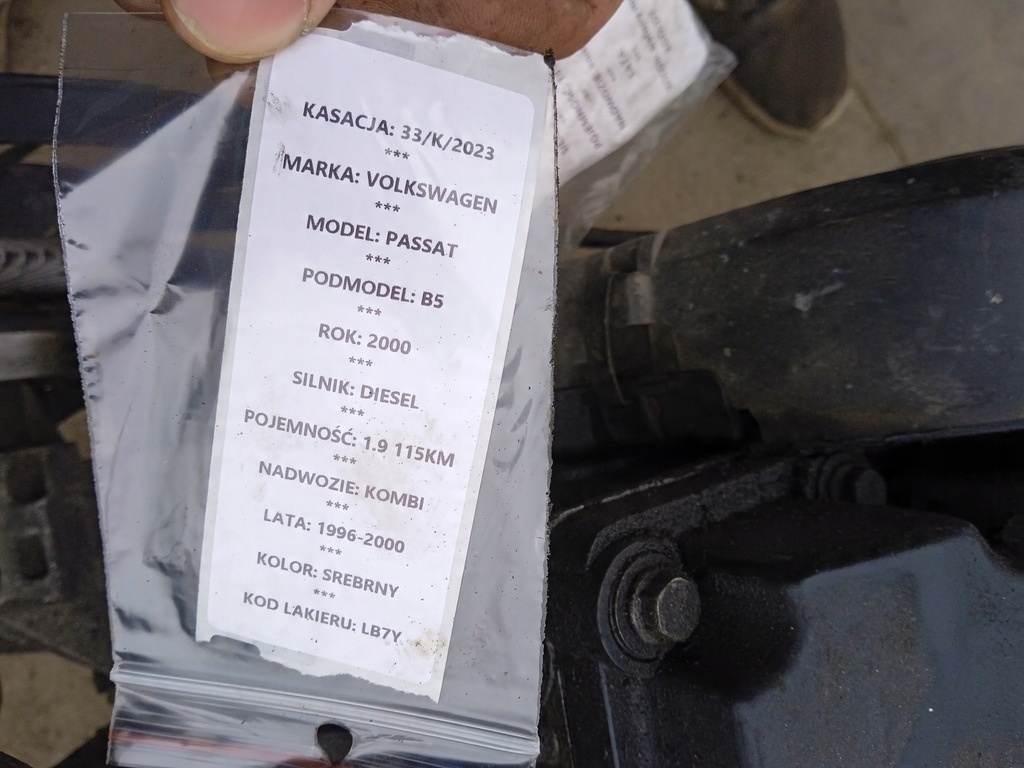 KASACJA: 33/K/2023
***
MARKA: VOLKSWAGEN
***
MODEL: PASSAT
***
PODMODEL: B5
***
ROK: 2000
***
SILNIK: DIESEL
***
POJEMNOŚĆ: 1.9 115KM
***
NADWOZIE: KOMBI
***
LATA: 1996-2000
***
KOLOR: SREBRNY
***
KOD LAKIERU: LB7Y